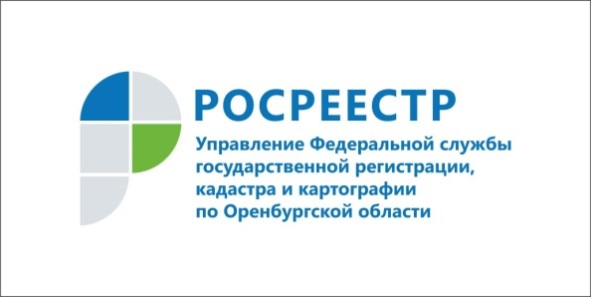 РОСРЕЕСТР
Управление Федеральной службы
государственной регистрации,
кадастра и картографии
по Оренбургской области